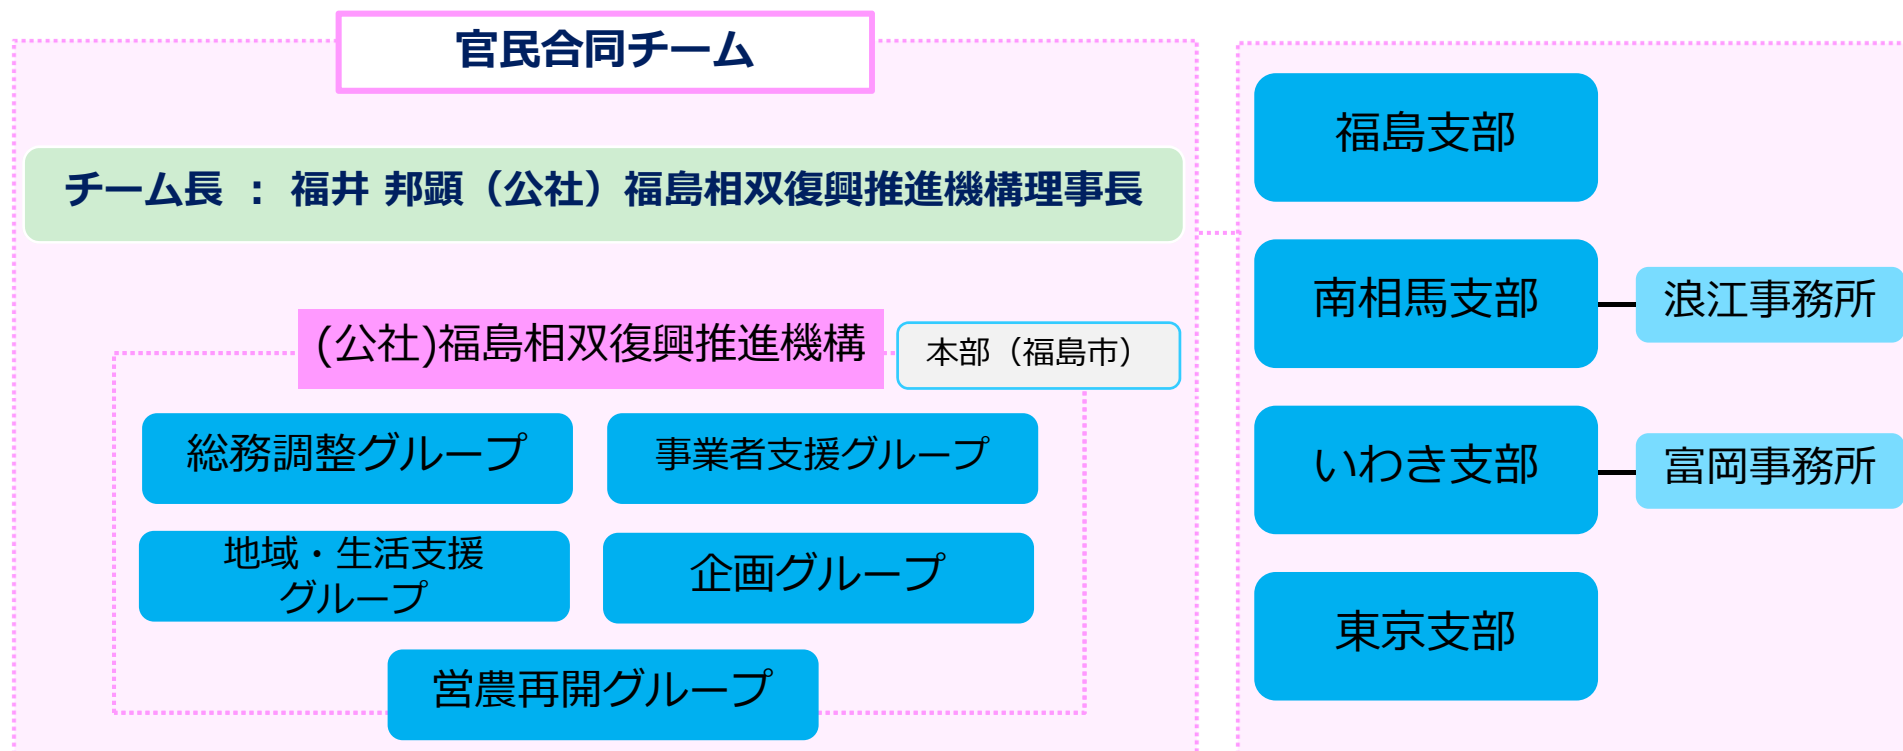 官民合同チーム
チーム長 : 福井 邦顕（公社）福島相双復興推進機構理事長
(公社)福島相双復興推進機構
本部（福島市）
総務調整グループ
事業者支援グループ
地域・生活支援
グループ
企画グループ
営農再開グループ
福島支部
南相馬支部
浪江事務所
いわき支部
富岡事務所
東京支部